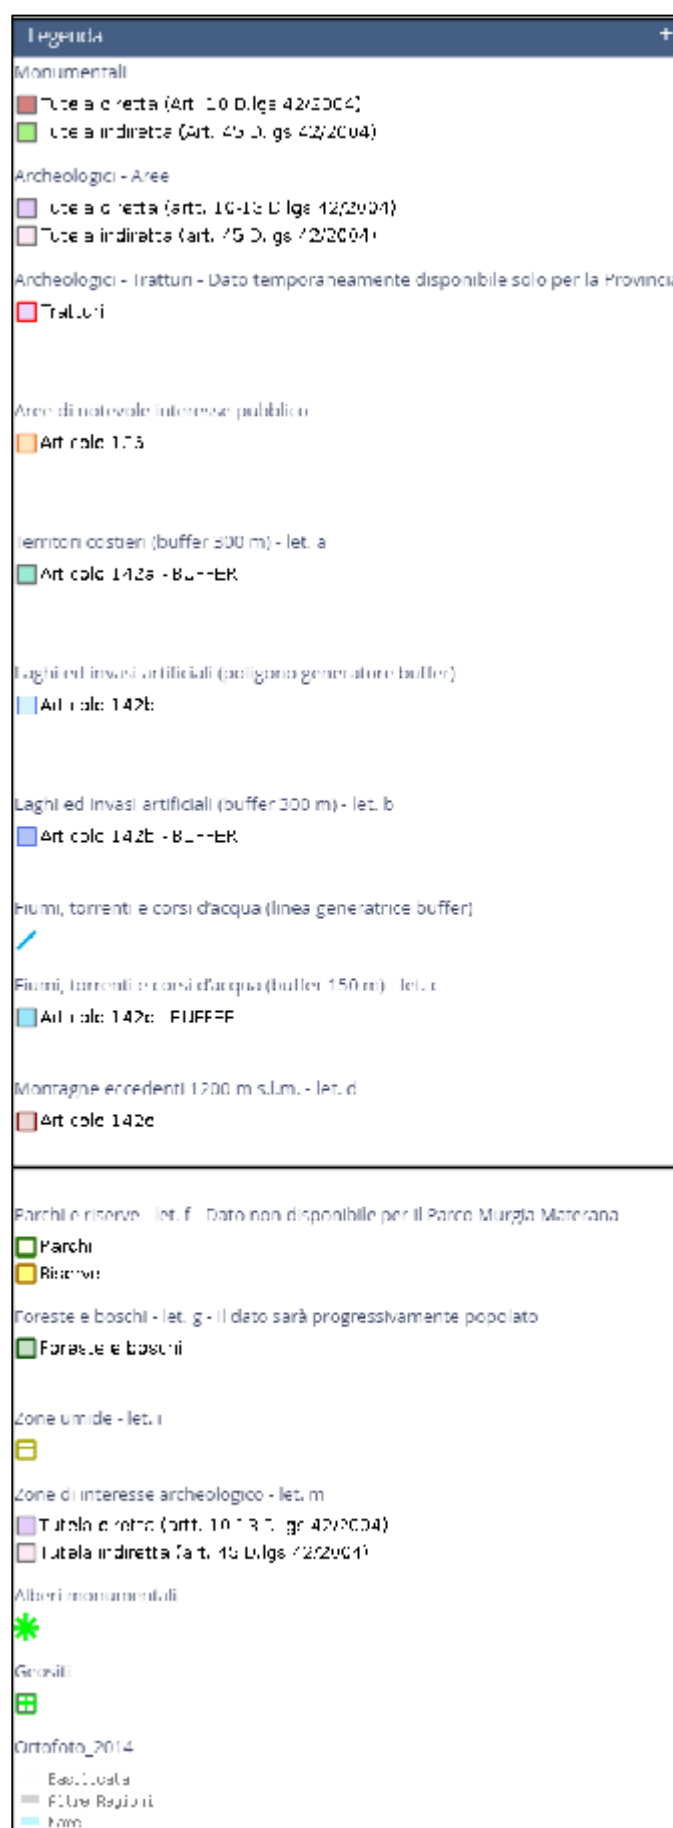 Legenda +
Monumentali
Tutela diretta (Art. 10 D.lgs 42/2004)
Tutela indiretta (Art. 45 D.lgs 42/2004)
Archeologici - Aree
Tutela diretta (artt. 10-13 D.lgs 42/2004)
Tutela indiretta (art. 45 D.lgs 42/2004)
Archeologici - Tratturi - Dato temporaneamente disponibile solo per la Provincia
Tratturi
Aree di notevole interesse pubblico
Articolo 136
Territori costieri (buffer 300 m) - let. a
Articolo 142a - BUFFER
Laghi ed invasi artificiali (poligono generatore buffer)
Articolo 142b
Laghi ed invasi artificiali (buffer 300 m) - let. b
Articolo 142b - BUFFER
Fiumi, torrenti e corsi d'acqua (linea generatrice buffer)
Fiumi, torrenti e corsi d'acqua (buffer 150 m) - let. c
Articolo 142c - BUFFER
Montagne eccedenti 1200 m s.l.m. - let. d
Articolo 142d
Parchi e riserve - let. f - Dato non disponibile per il Parco Murgia Materana
Parchi
Riserve
Foreste e boschi - let. g - Il dato sarà progressivamente popolato
Foreste e boschi
Zone umide - let. i
Zone di interesse archeologico - let. m
Tutela diretta (artt. 10-13 D.lgs 42/2004)
Tutela indiretta (art. 45 D.lgs 42/2004)
Alberi monumentali
Geositi
Ortofoto_2014
Basilicata
Altre Regioni
Mare